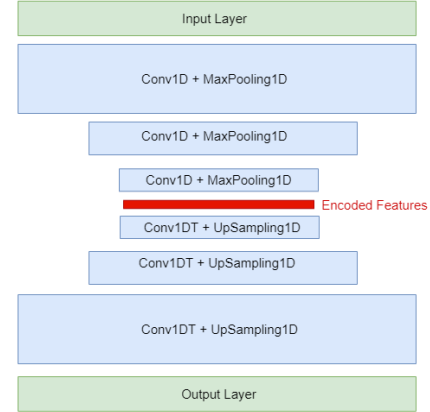 Input Layer
Conv1D + MaxPooling1D
Conv1D + MaxPooling1D
Conv1D + MaxPooling1D
Encoded Features
Conv1DT + UpSampling1D
Conv1DT + UpSampling1D
Conv1DT + UpSampling1D
Output Layer